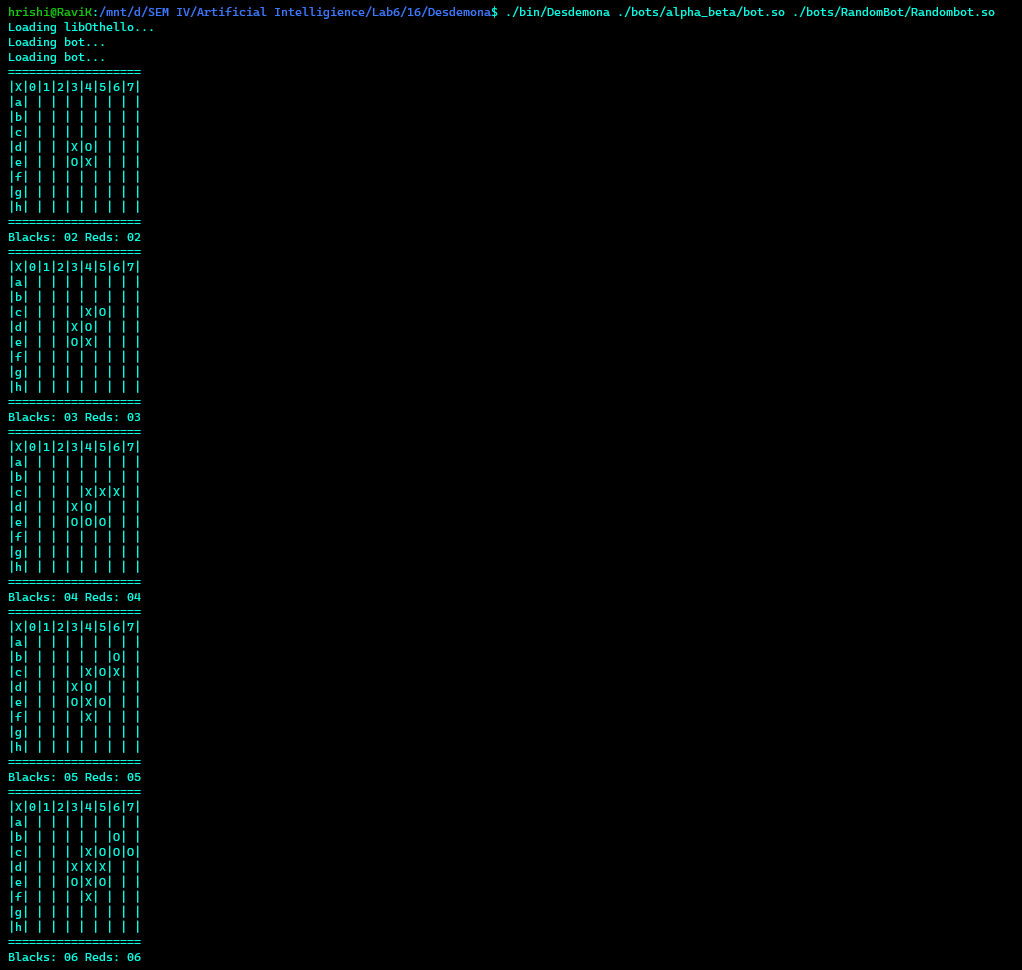 hrishi@RaviK:/mnt/d/SEM IV/Artificial Intelligience/Lab6/16/Desdemona$ ./bin/Desdemona ./bots/alpha_beta/bot.so ./bots/RandomBot/Randombot.so
Loading libOthello...
Loading bot...
Loading bot...
===================
|X|0|1|2|3|4|5|6|7|
|a| | | | | | | | |
|b| | | | | | | | |
|c| | | | | | | | |
|d| | | |X|O| | | |
|e| | | |O|X| | | |
|f| | | | | | | | |
|g| | | | | | | | |
|h| | | | | | | | |
===================
Blacks: 02 Reds: 02
===================
|X|0|1|2|3|4|5|6|7|
|a| | | | | | | | |
|b| | | | | | | | |
|c| | | | |X|O| | |
|d| | | |X|O| | | |
|e| | | |O|X| | | |
|f| | | | | | | | |
|g| | | | | | | | |
|h| | | | | | | | |
===================
Blacks: 03 Reds: 03
===================
|X|0|1|2|3|4|5|6|7|
|a| | | | | | | | |
|b| | | | | | | | |
|c| | | | |X|X|X| |
|d| | | |X|O| | | |
|e| | | |O|O|O| | |
|f| | | | | | | | |
|g| | | | | | | | |
|h| | | | | | | | |
===================
Blacks: 04 Reds: 04
===================
|X|0|1|2|3|4|5|6|7|
|a| | | | | | | | |
|b| | | | | | |O| |
|c| | | | |X|O|X| |
|d| | | |X|O| | | |
|e| | | |O|X|O| | |
|f| | | | |X| | | |
|g| | | | | | | | |
|h| | | | | | | | |
===================
Blacks: 05 Reds: 05
===================
|X|0|1|2|3|4|5|6|7|
|a| | | | | | | | |
|b| | | | | | |O| |
|c| | | | |X|O|O|O|
|d| | | |X|X|X| | |
|e| | | |O|X|O| | |
|f| | | | |X| | | |
|g| | | | | | | | |
|h| | | | | | | | |
===================
Blacks: 06 Reds: 06